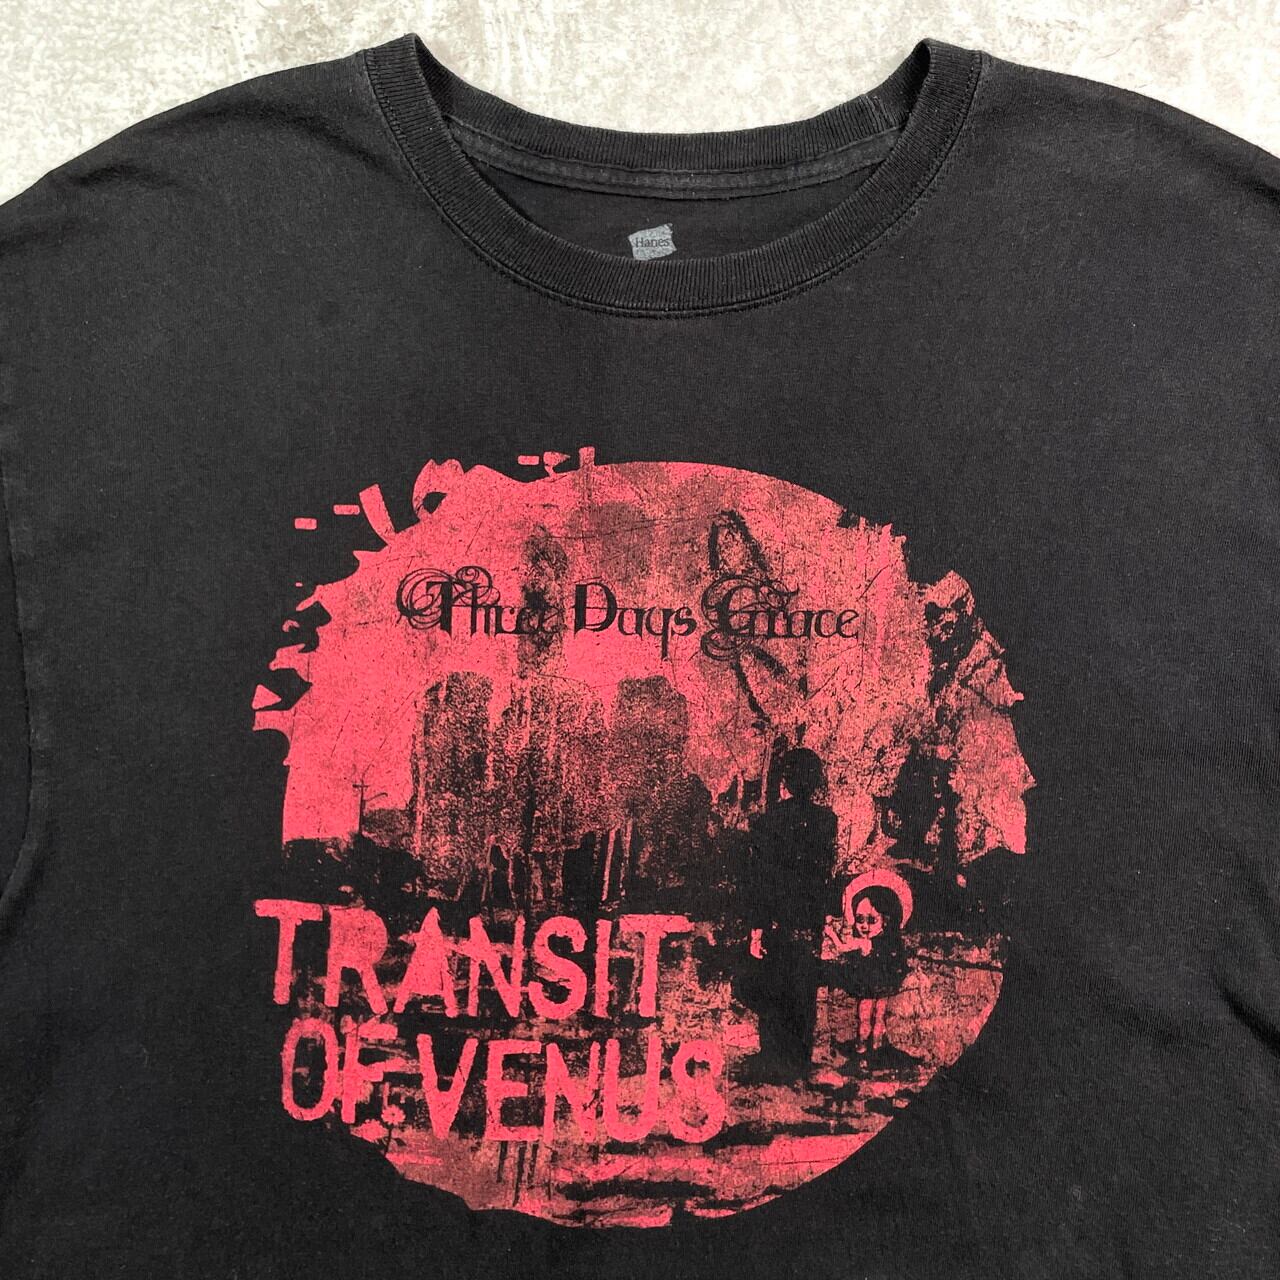 Hanes
Three Days Grace
TRANSIT
OF VENUS